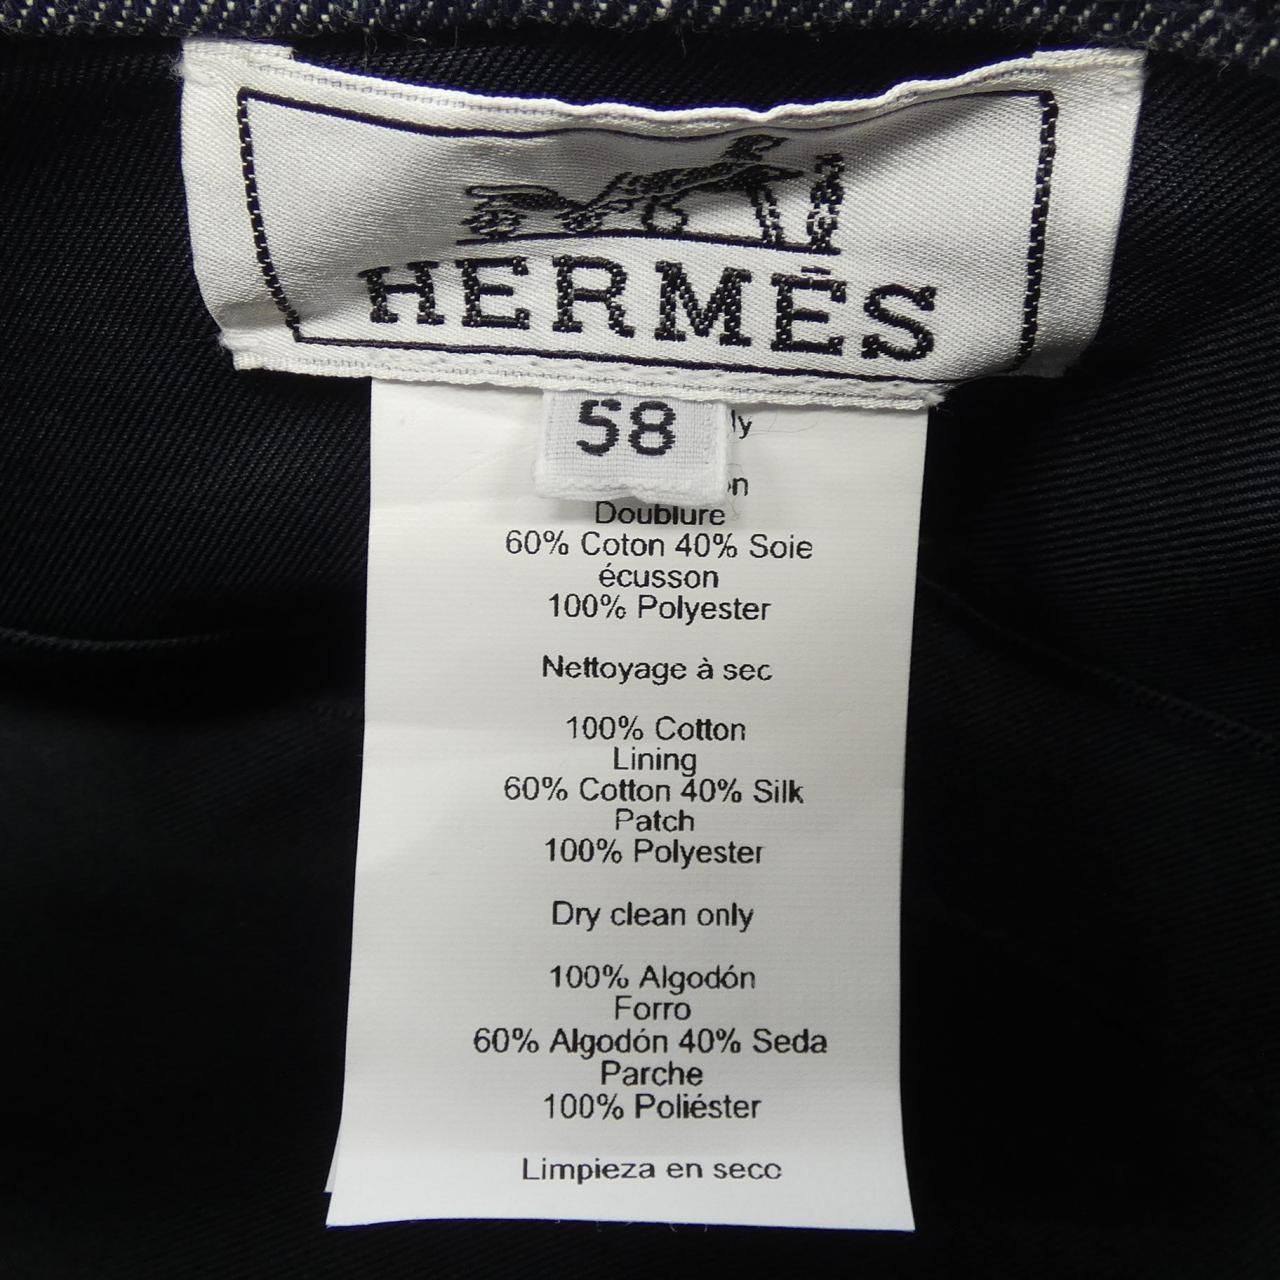 HERMÈS
58
Doublure
60% Coton 40% Soie
écusson
100% Polyester
Nettoyage à sec
100% Cotton
Lining
60% Cotton 40% Silk
Patch
100% Polyester
Dry clean only
100% Algodón
Forro
60% Algodón 40% Seda
Parche
100% Poliéster
Limpieza en seco